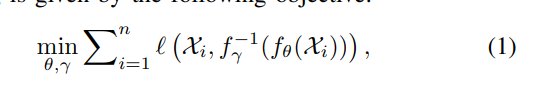 is given by the following objective:
min_{θ,γ} ∑_{i=1}^{n} ℓ (𝒳_i, f_γ^{-1}(f_θ(𝒳_i))) , (1)